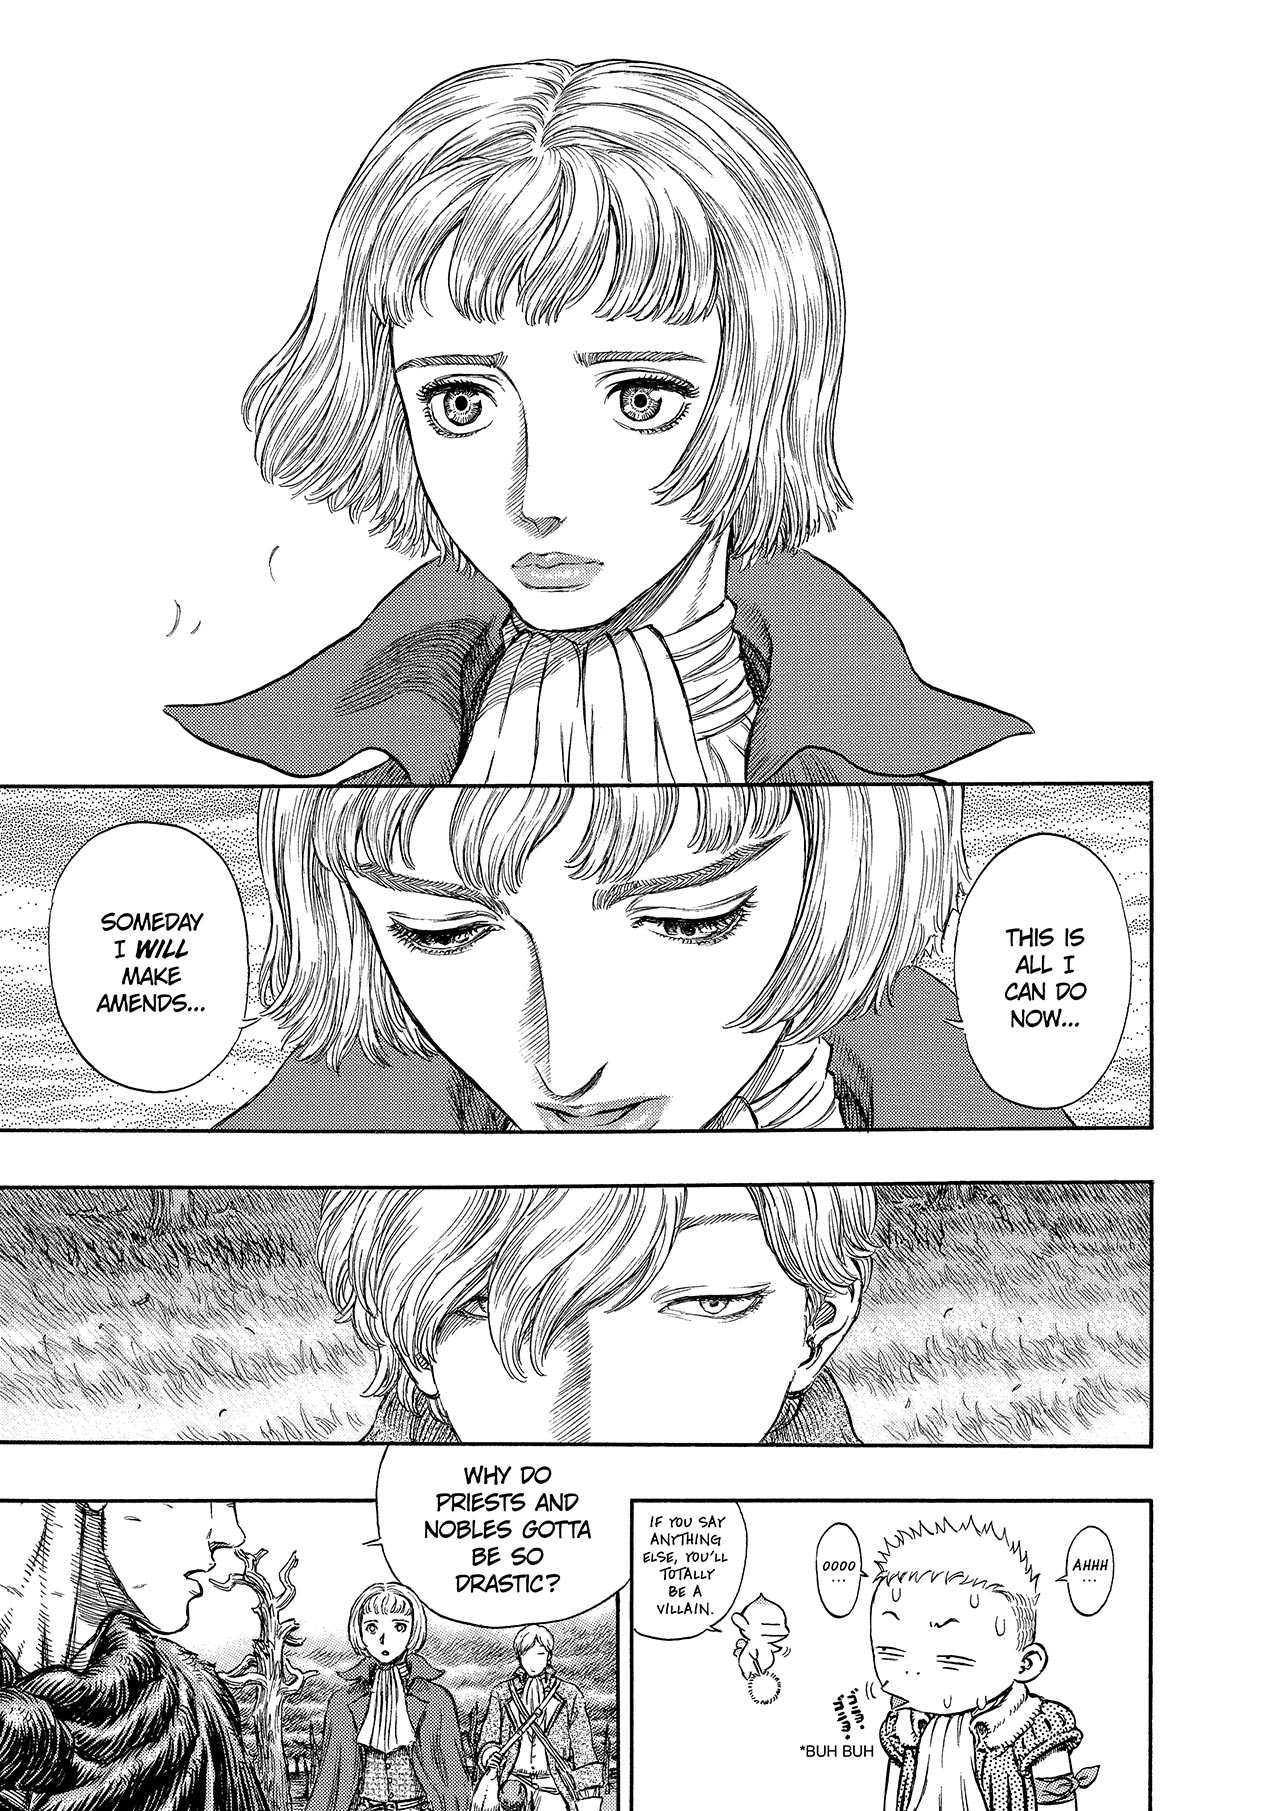 THIS IS
ALL I
CAN DO
NOW...
SOMEDAY
I WILL
MAKE
AMENDS...
AHHH
...
OOOO
...
*BUH BUH
IF YOU SAY
ANYTHING
ELSE, YOU'LL
TOTALLY
BE A
VILLAIN.
WHY DO
PRIESTS AND
NOBLES GOTTA
BE SO
DRASTIC?